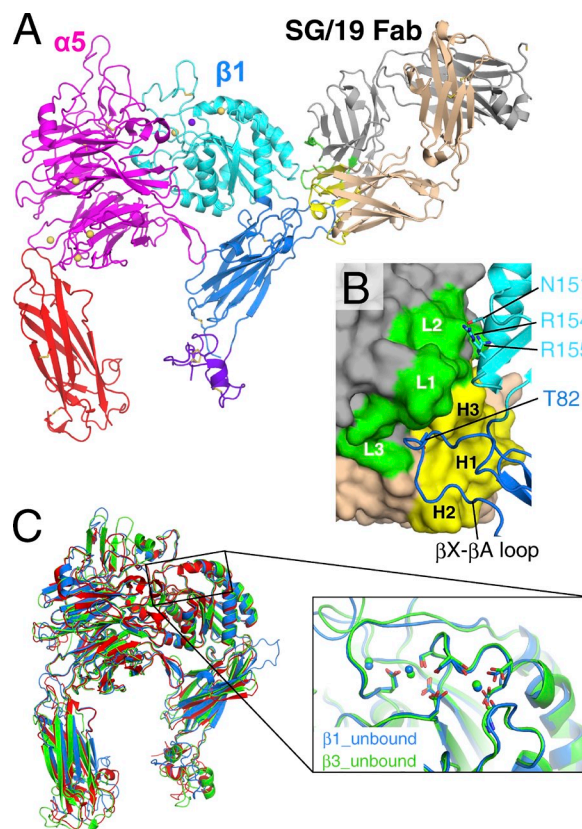 A
α5
β1
SG/19 Fab
B
N151
R154
R155
L2
L1
T82
H3
L3
H1
H2
βX-βA loop
C
β1_unbound
β3_unbound